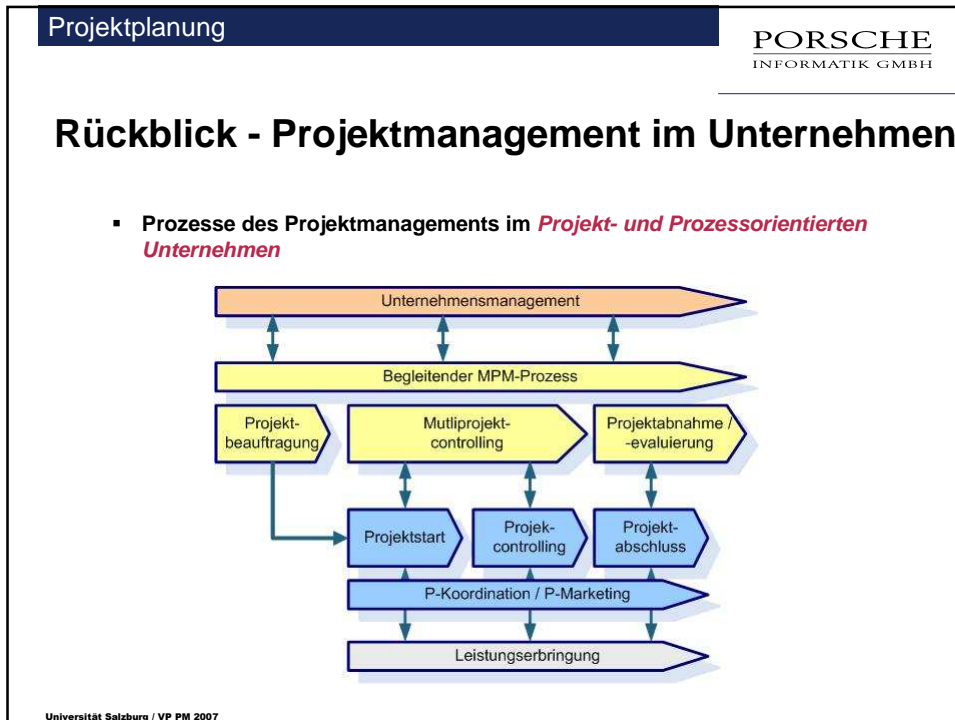 Projektplanung
PORSCHE
INFORMATIK GMBH
Rückblick - Projektmanagement im Unternehmen
▪ Prozesse des Projektmanagements im Projekt- und Prozessorientierten
Unternehmen
Unternehmensmanagement
Begleitender MPM-Prozess
Projekt-
beauftragung
Mutliprojekt-
controlling
Projektabnahme /
-evaluierung
Projektstart
Projek-
controlling
Projekt-
abschluss
P-Koordination / P-Marketing
Leistungserbringung
Universität Salzburg / VP PM 2007